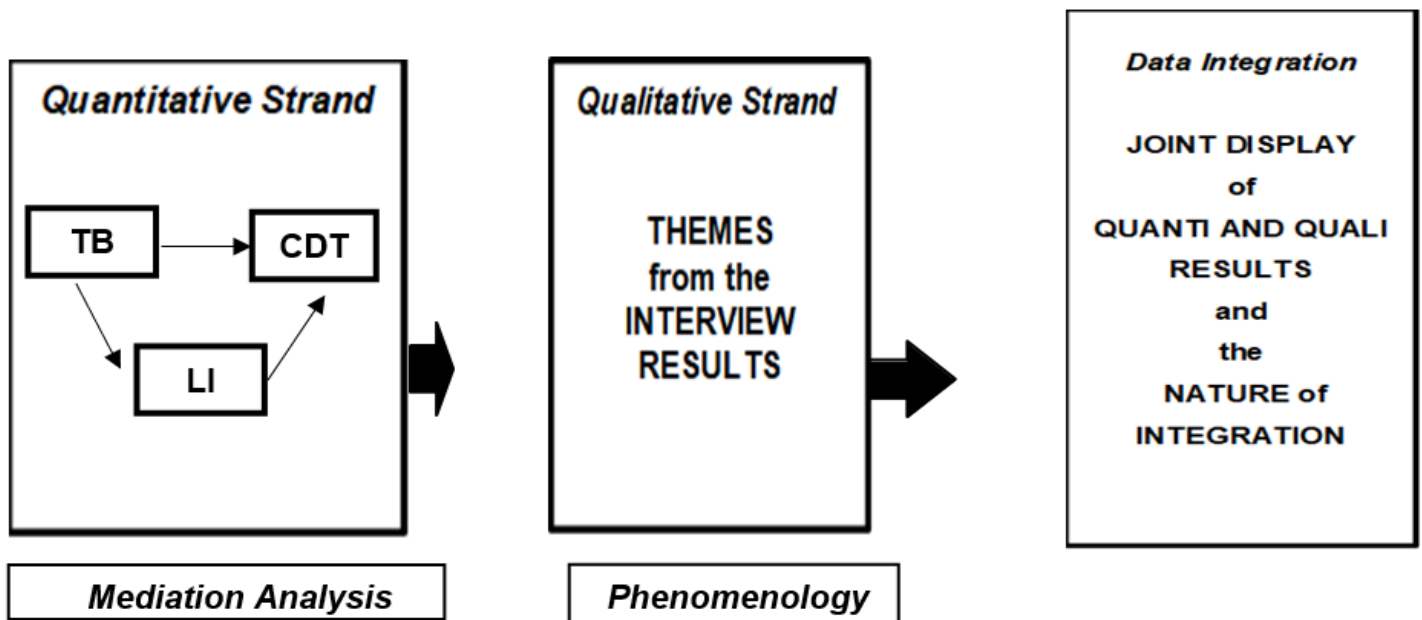 Quantitative Strand
TB
CDT
LI
Mediation Analysis
Qualitative Strand
THEMES
from the
INTERVIEW
RESULTS
Phenomenology
Data Integration
JOINT DISPLAY
of
QUANTI AND QUALI
RESULTS
and
the
NATURE of
INTEGRATION